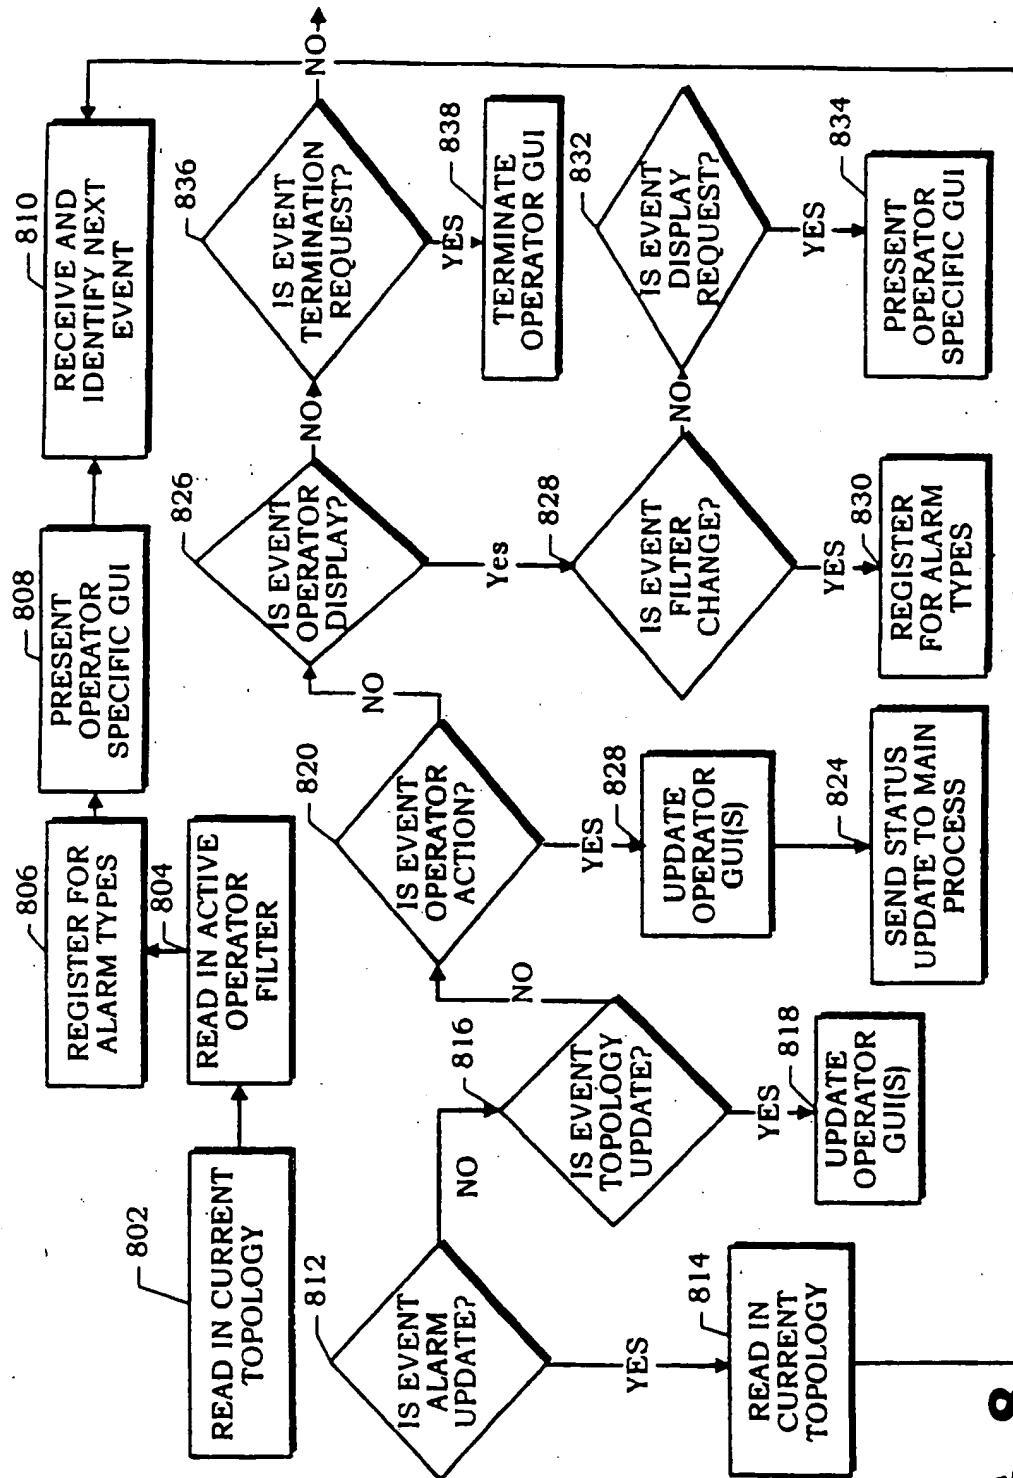 802
READ IN CURRENT
TOPOLOGY
804
READ IN ACTIVE
OPERATOR
FILTER
806
REGISTER FOR
ALARM TYPES
808
PRESENT
OPERATOR
SPECIFIC GUI
810
RECEIVE AND
IDENTIFY NEXT
EVENT
812
IS EVENT
ALARM
UPDATE?
NO
YES
814
READ IN
CURRENT
TOPOLOGY
816
IS EVENT
TOPOLOGY
UPDATE?
NO
YES
818
UPDATE
OPERATOR
GUI(S)
820
IS EVENT
OPERATOR
ACTION?
NO
YES
828
UPDATE
OPERATOR
GUI(S)
824
SEND STATUS
UPDATE TO MAIN
PROCESS
826
IS EVENT
OPERATOR
DISPLAY?
NO
Yes
828
IS EVENT
FILTER
CHANGE?
NO
YES
830
REGISTER
FOR ALARM
TYPES
836
IS EVENT
TERMINATION
REQUEST?
NO
YES
838
TERMINATE
OPERATOR GUI
832
IS EVENT
DISPLAY
REQUEST?
YES
834
PRESENT
OPERATOR
SPECIFIC GUI
8